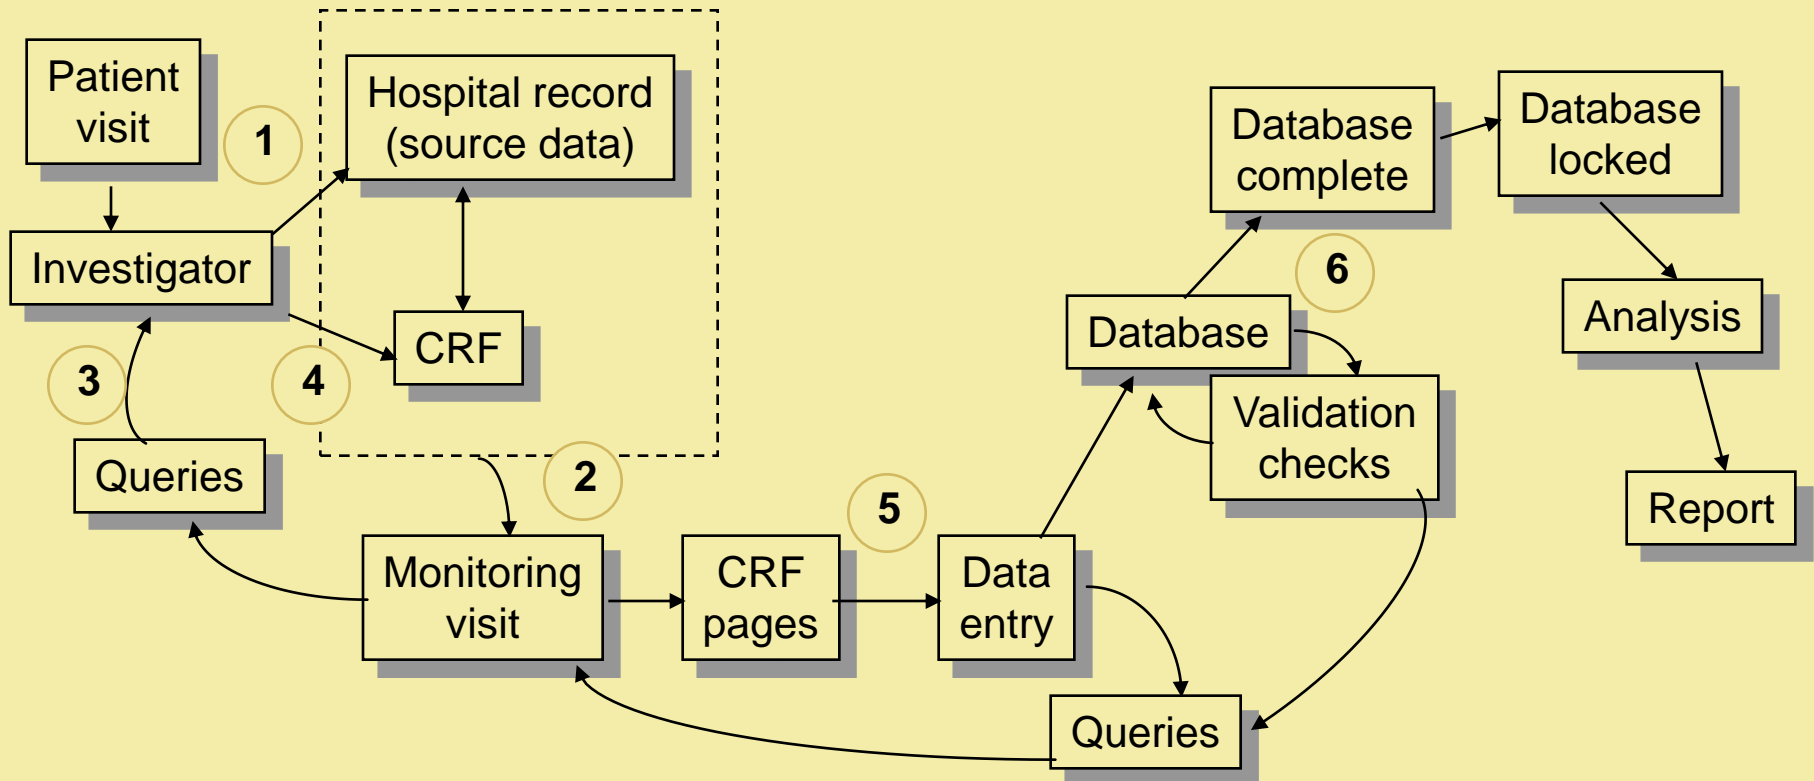 Patient
visit
1
Hospital record
(source data)
Investigator
CRF
3
4
Queries
2
Monitoring
visit
CRF
pages
5
Data
entry
Queries
Database
6
Validation
checks
Database
complete
Database
locked
Analysis
Report